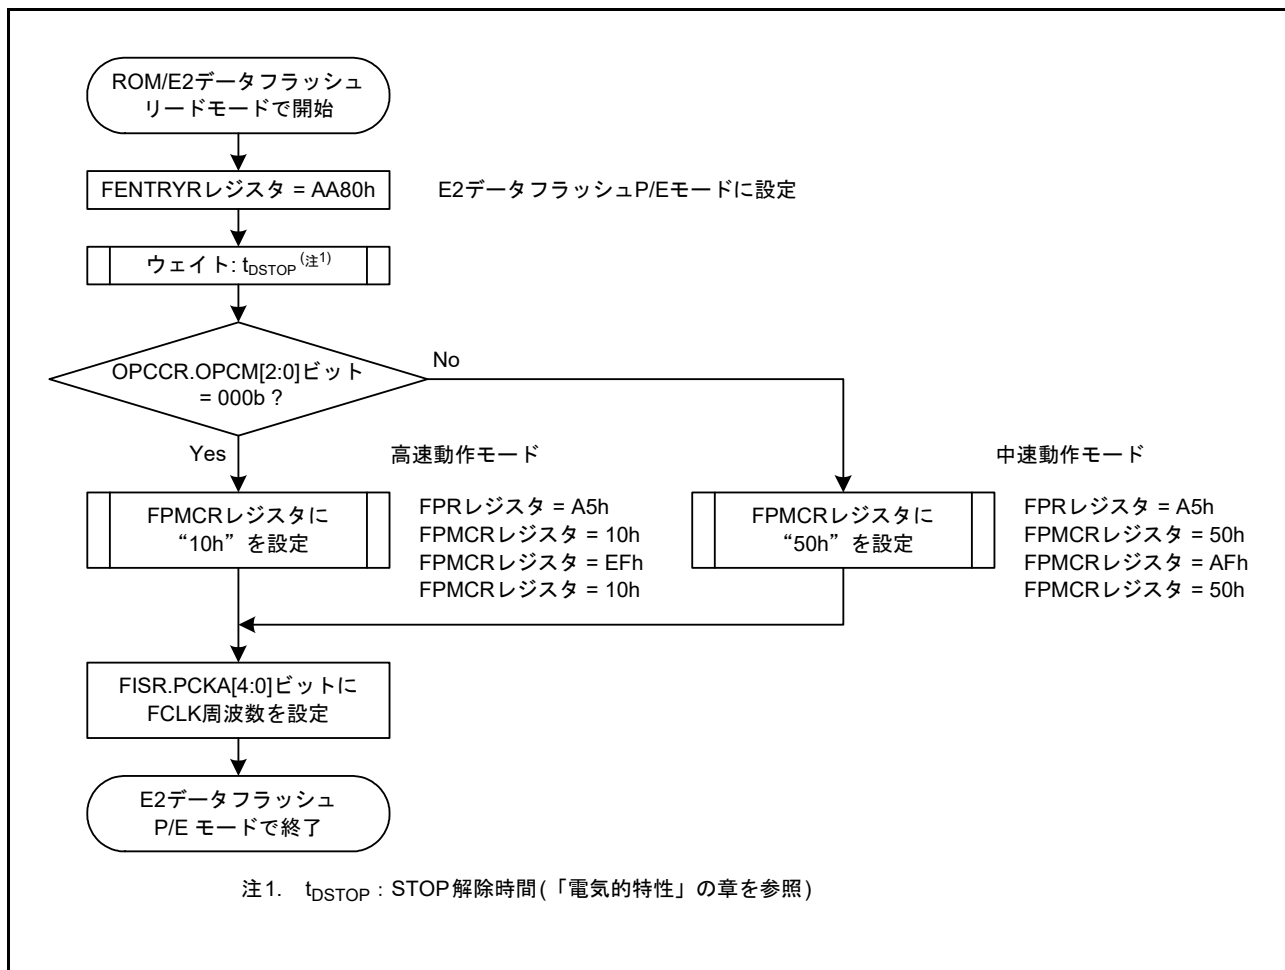 ROM/E2データフラッシュ
リードモードで開始
FENTRYRレジスタ = AA80h
E2データフラッシュP/Eモードに設定
ウェイト: tDSTOP (注1)
OPCCR.OPCM[2:0]ビット
= 000b ?
No
Yes
高速動作モード
中速動作モード
FPMCRレジスタに
“10h” を設定
FPRレジスタ = A5h
FPMCRレジスタ = 10h
FPMCRレジスタ = EFh
FPMCRレジスタ = 10h
FPMCRレジスタに
“50h” を設定
FPRレジスタ = A5h
FPMCRレジスタ = 50h
FPMCRレジスタ = AFh
FPMCRレジスタ = 50h
FISR.PCKA[4:0]ビットに
FCLK周波数を設定
E2データフラッシュ
P/E モードで終了
注1. tDSTOP : STOP解除時間(「電気的特性」の章を参照)